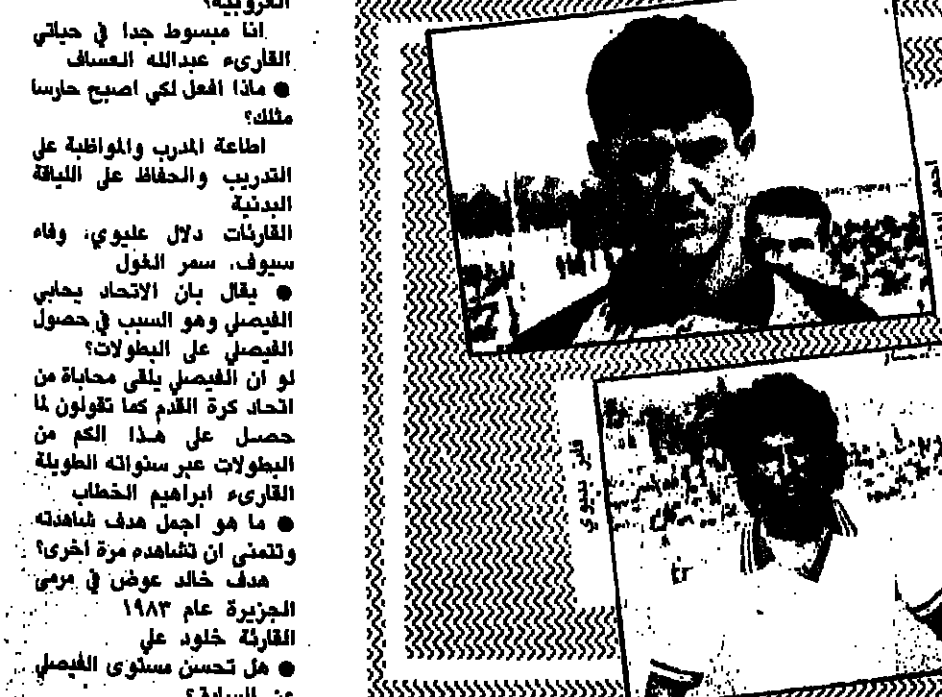 العزوبية؟
انا مبسوط جدا في حياتي
القارىء عبدالله العساف
● ماذا افعل لكي اصبح حارسا
مثلك؟
اطاعة المدرب والمواظبة على
التدريب والحفاظ على اللياقة
البدنية
القارئات دلال عليوي، وفاء
سيوف، سمر الغول
● يقال بان الاتحاد يحابي
الفيصلي وهو السبب في حصول
الفيصلي على البطولات؟
لو ان الفيصلي يلقى محاباة من
اتحاد كرة القدم كما تقولون لما
حصل على هذا الكم من
البطولات عبر سنواته الطويلة
القارىء ابراهيم الخطاب
● ما هو اجمل هدف شاهدته
وتتمنى ان تشاهده مرة اخرى؟
هدف خالد عوض في مرمى
الجزيرة عام ١٩٨٣
القارئة خلود علي
● هل تحسن مستوى الفيصلي
عن السابق؟
احمد